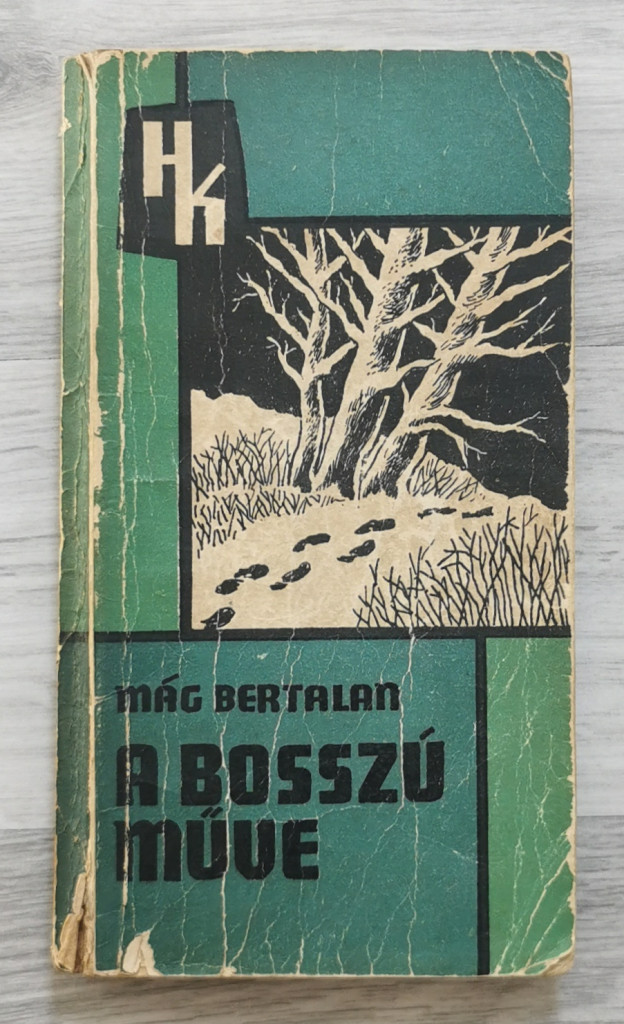 HK
MÁG BERTALAN
A BOSSZÚ
MŰVE